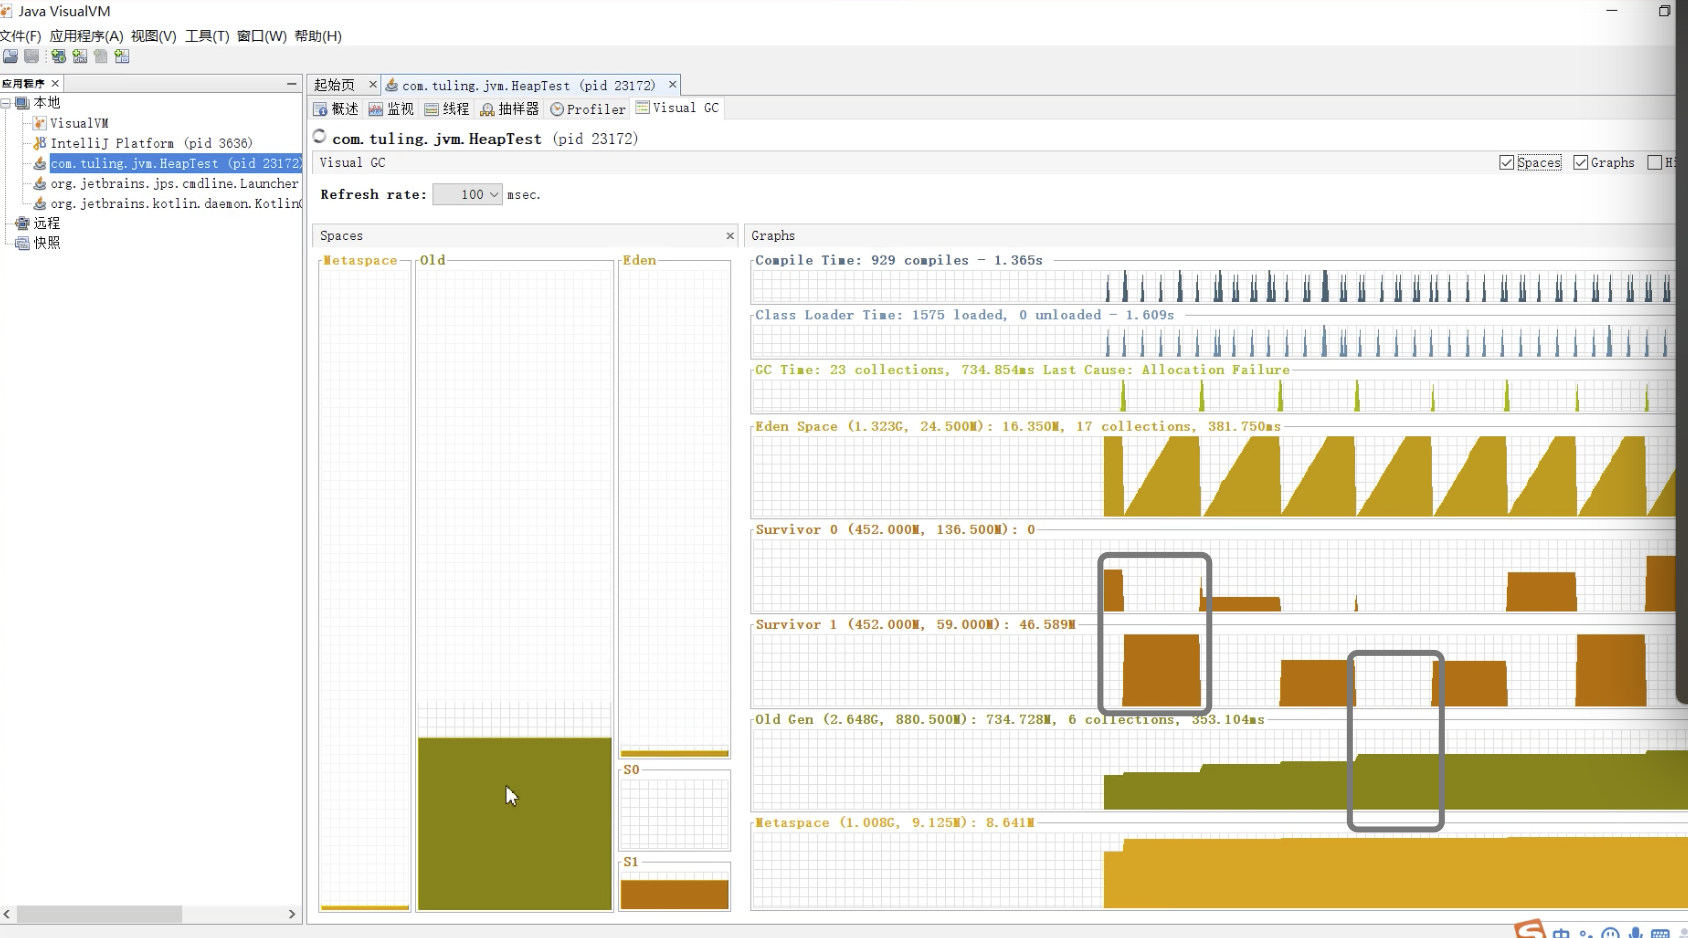 Java VisualVM
文件(F) 应用程序(A) 视图(V) 工具(T) 窗口(W) 帮助(H)
应用程序
本地
VisualVM
IntelliJ Platform (pid 3636)
com.tuling.jvm.HeapTest (pid 23172)
org.jetbrains.jps.cmdline.Launcher
org.jetbrains.kotlin.daemon.Kotlin
远程
快照
起始页 com.tuling.jvm.HeapTest (pid 23172)
概述 监视 线程 抽样器 Profiler Visual GC
com.tuling.jvm.HeapTest (pid 23172)
Visual GC Spaces Graphs
Refresh rate: 100 msec.
Spaces
Metaspace Old Eden
S0
S1
Graphs
Compile Time: 929 compiles - 1.365s
Class Loader Time: 1575 loaded, 0 unloaded - 1.609s
GC Time: 23 collections, 734.854ms Last Cause: Allocation Failure
Eden Space (1.323G, 24.500M): 16.350M, 17 collections, 381.750ms
Survivor 0 (452.000M, 136.500M): 0
Survivor 1 (452.000M, 59.000M): 46.589M
Old Gen (2.648G, 880.500M): 734.728M, 6 collections, 353.104ms
Metaspace (1.008G, 9.125M): 8.641M
中